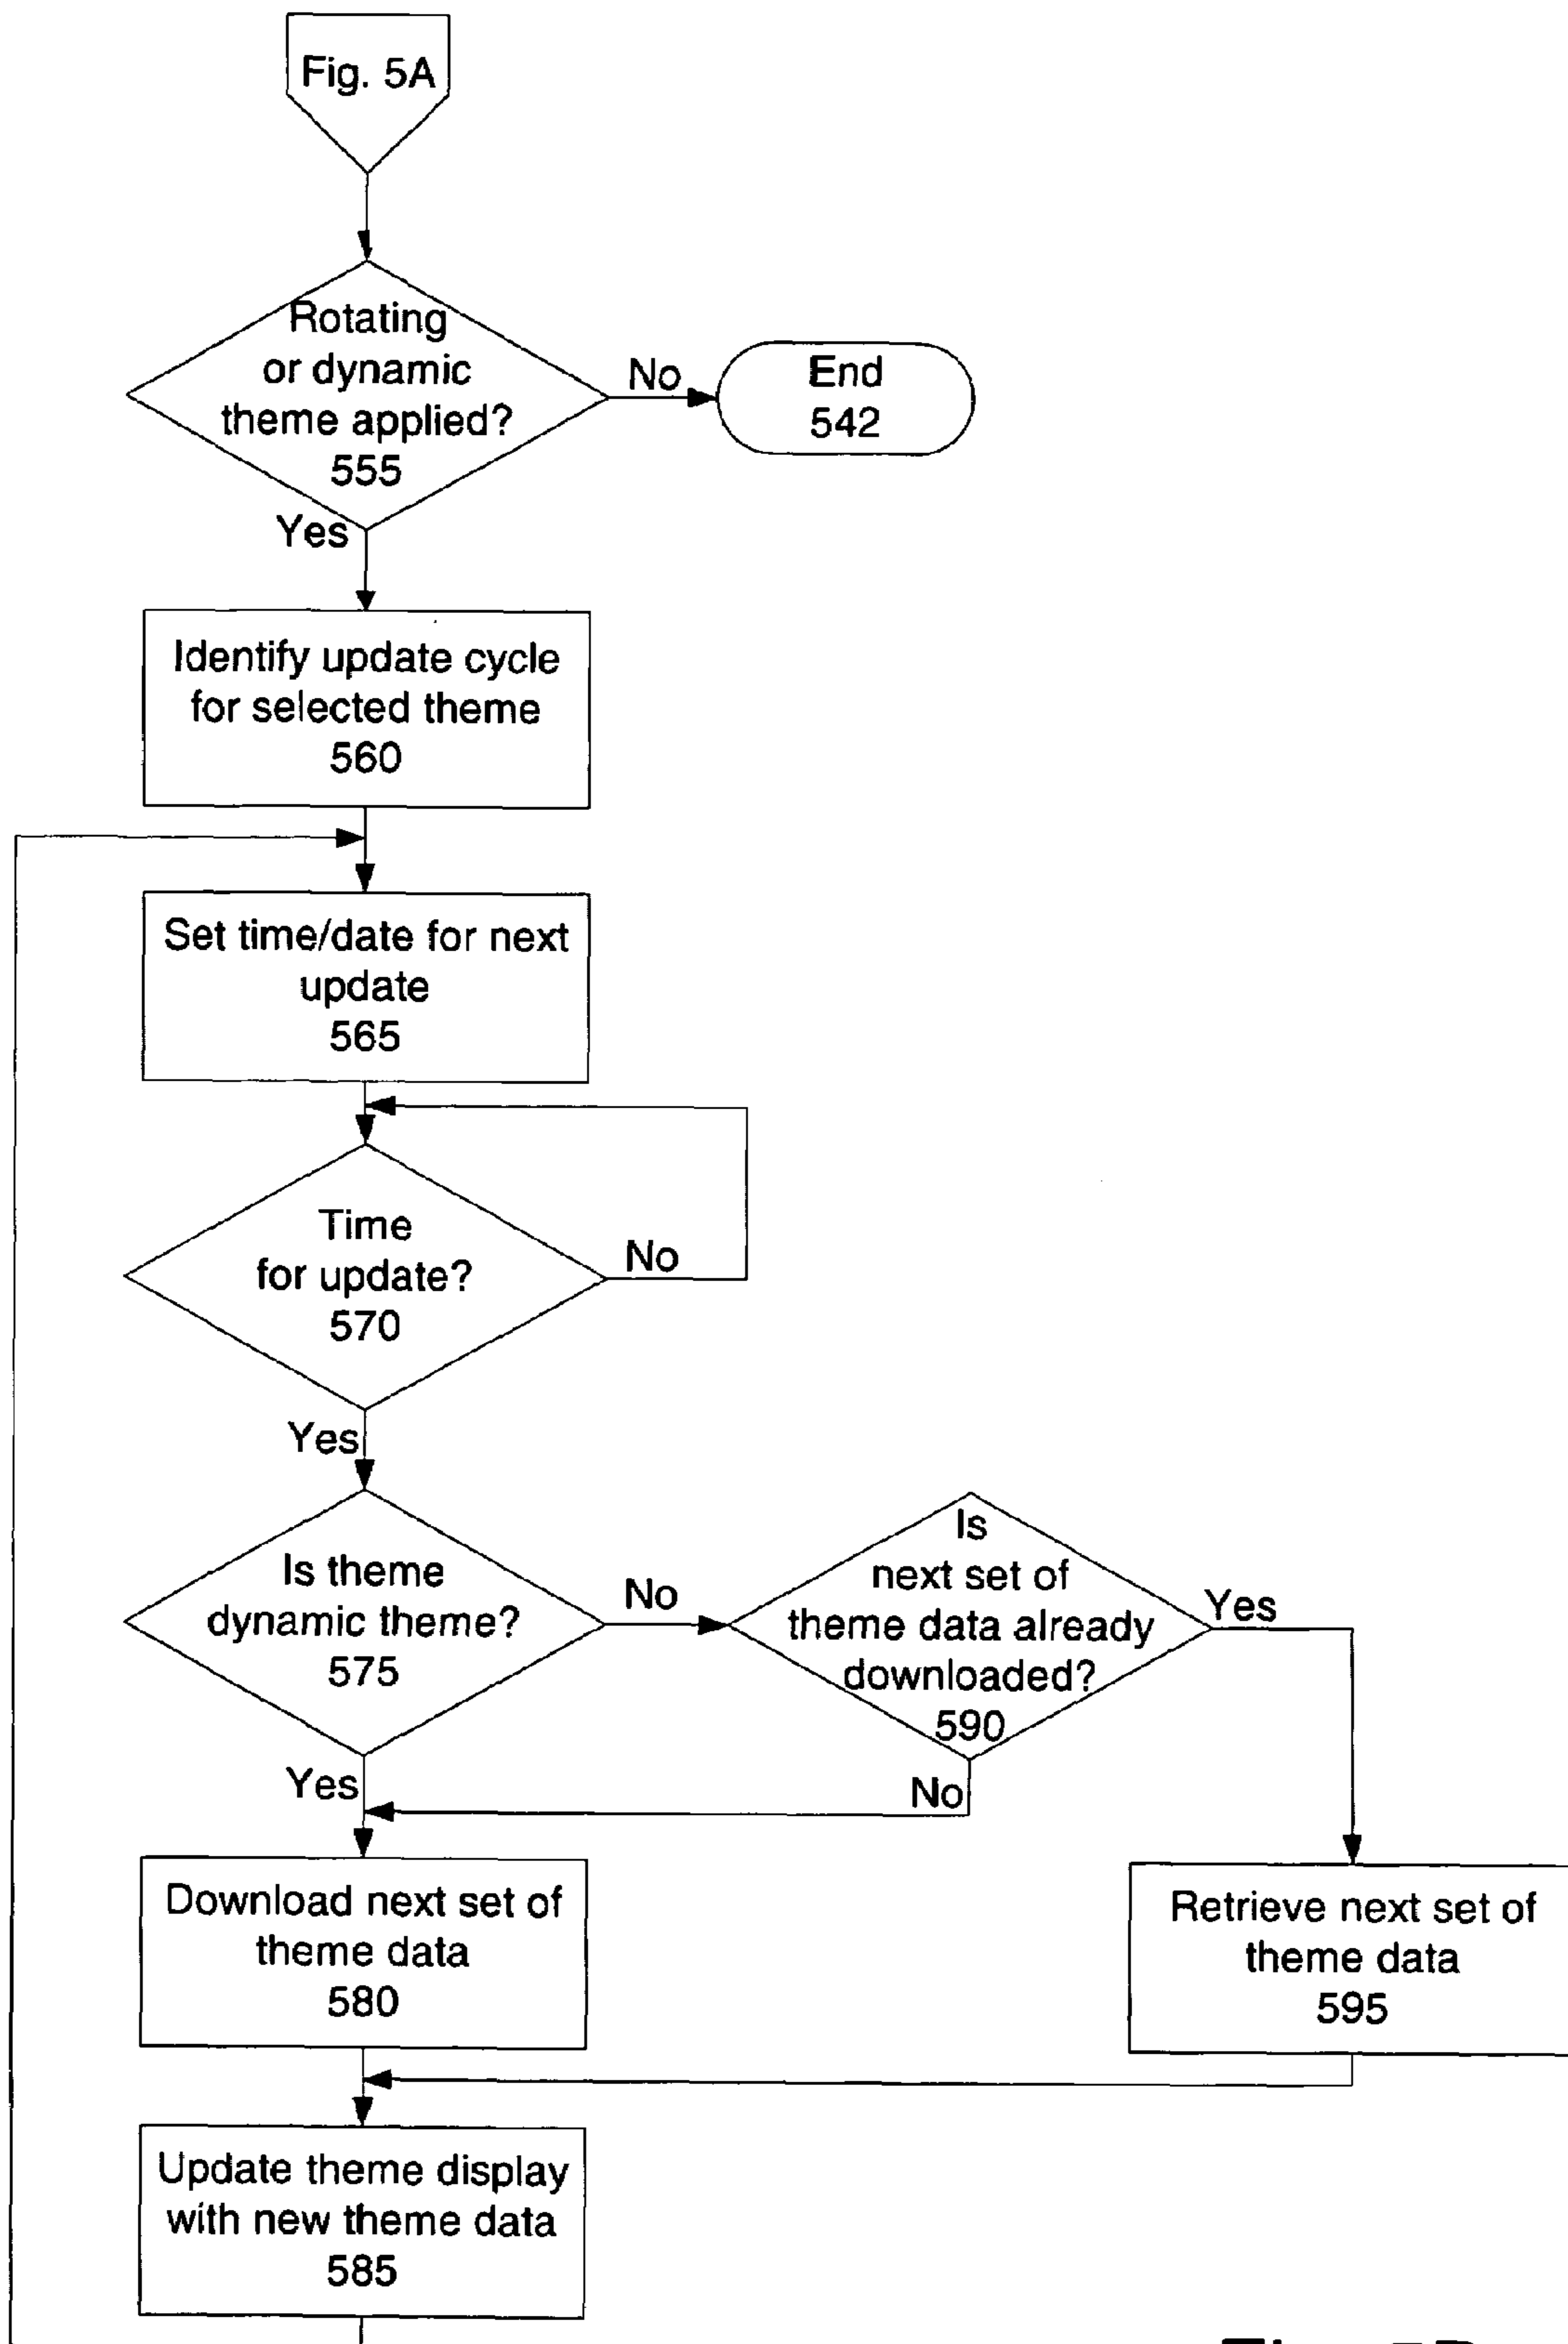 Fig. 5A
Rotating
or dynamic
theme applied?
555
No
End
542
Yes
Identify update cycle
for selected theme
560
Set time/date for next
update
565
Time
for update?
570
No
Yes
Is theme
dynamic theme?
575
No
Is
next set of
theme data already
downloaded?
590
Yes
Yes
No
Download next set of
theme data
580
Retrieve next set of
theme data
595
Update theme display
with new theme data
585